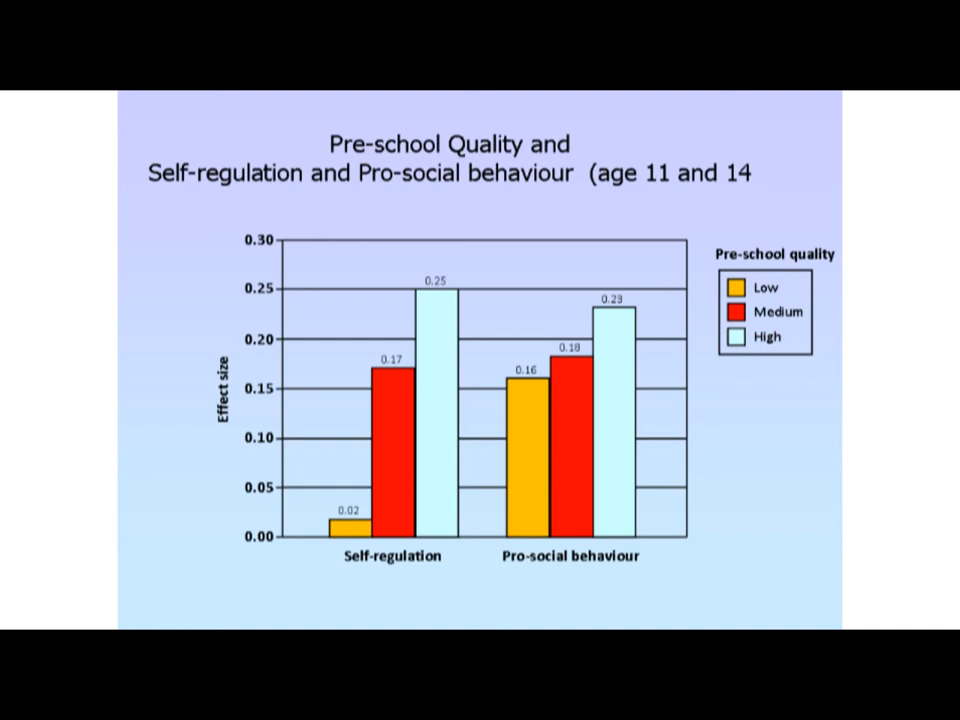 Pre-school Quality and
Self-regulation and Pro-social behaviour (age 11 and 14
0.30
0.25
0.20
0.15
0.10
0.05
0.00
Effect size
0.02
0.17
0.25
0.16
0.18
0.23
Self-regulation
Pro-social behaviour
Pre-school quality
Low
Medium
High